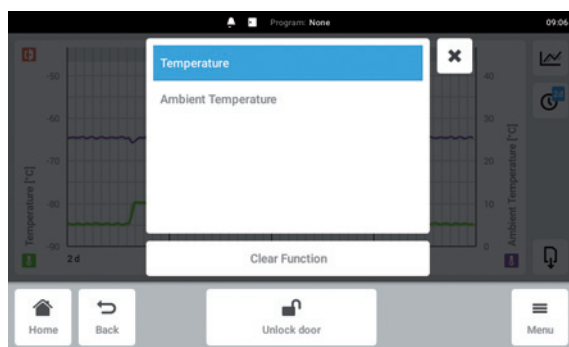 Program: None
09:06
Temperature
Ambient Temperature
Clear Function
-50
-60
-70
-80
-90
Temperature [°C]
2 d
40
30
20
10
0
Ambient Temperature [°C]
2d
Home
Back
Unlock door
Menu